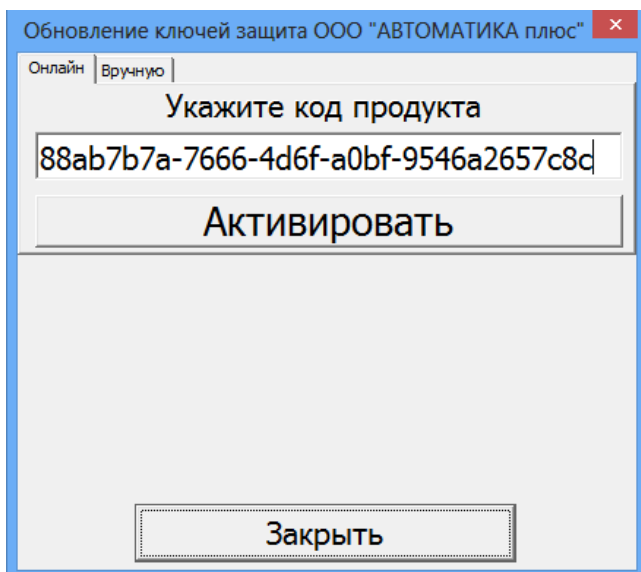 Обновление ключей защита ООО "АВТОМАТИКА плюс"
Онлайн Вручную
Укажите код продукта
88ab7b7a-7666-4d6f-a0bf-9546a2657c8c
Активировать
Закрыть